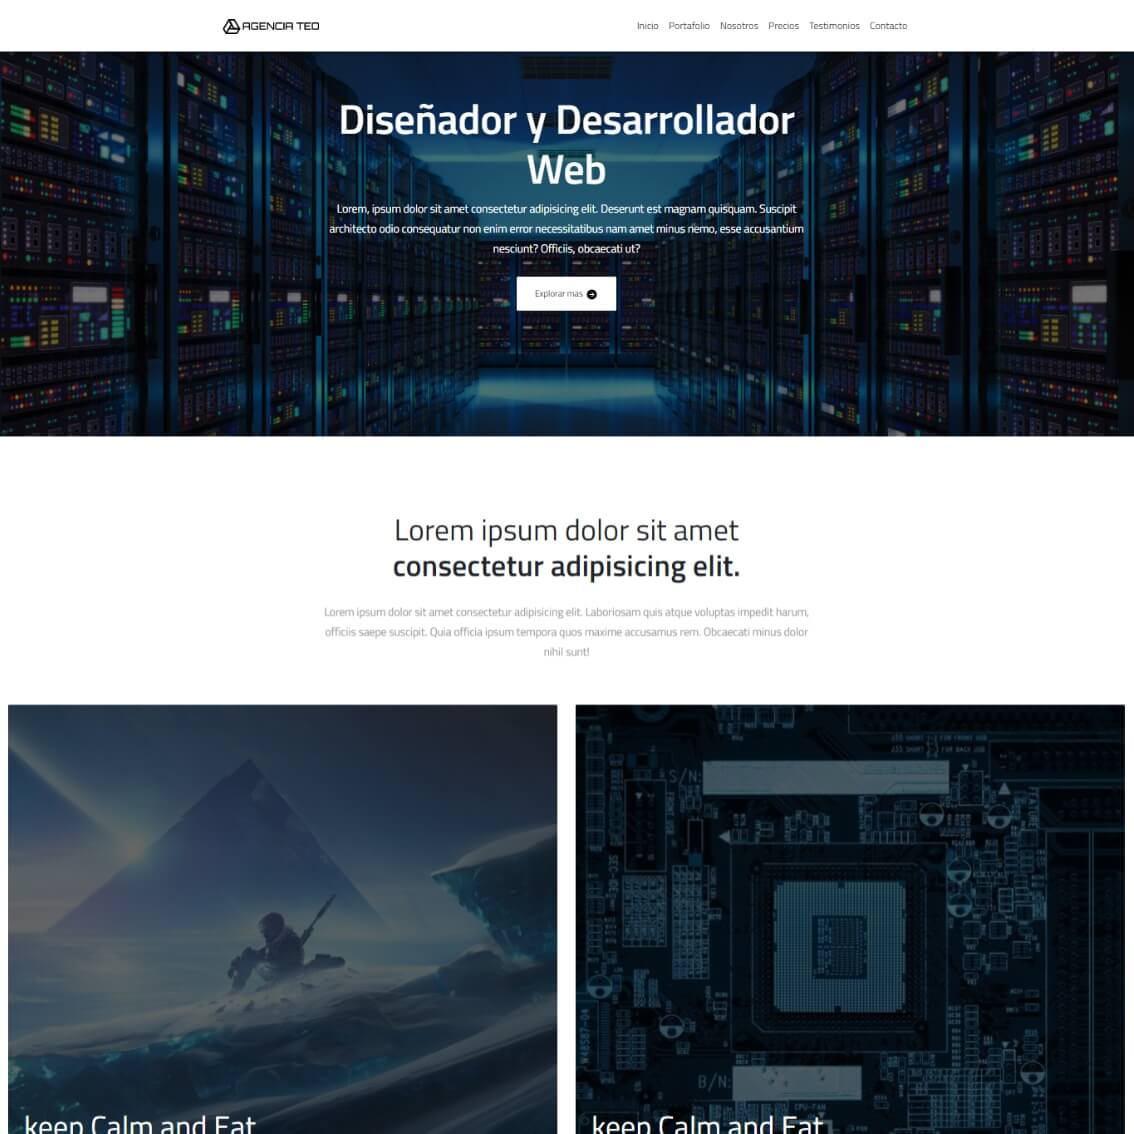 AGENCIA TEO
Inicio Portafolio Nosotros Precios Testimonios Contacto
Diseñador y Desarrollador
Web
Lorem, ipsum dolor sit amet consectetur adipisicing elit. Deserunt est magnam quisquam. Suscipit
architecto odio consequatur non enim error necessitatibus nam amet minus nemo, esse accusantium
nesciunt? Officiis, obcaecati ut?
Explorar mas
Lorem ipsum dolor sit amet
consectetur adipisicing elit.
Lorem ipsum dolor sit amet consectetur adipisicing elit. Laboriosam quis atque voluptas impedit harum,
officiis saepe suscipit. Quia officia ipsum tempora quos maxime accusamus rem. Obcaecati minus dolor
nihil sunt!
S/N:
B/N:
keep Calm and Eat
keep Calm and Eat